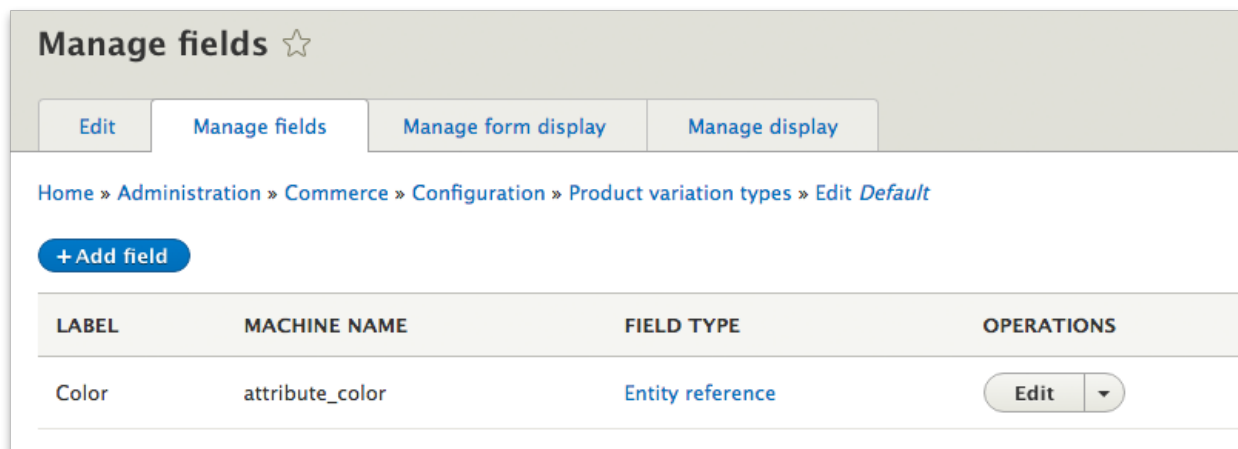 Manage fields ☆
Edit Manage fields Manage form display Manage display
Home » Administration » Commerce » Configuration » Product variation types » Edit Default
+Add field
LABEL MACHINE NAME FIELD TYPE OPERATIONS
Color attribute_color Entity reference Edit